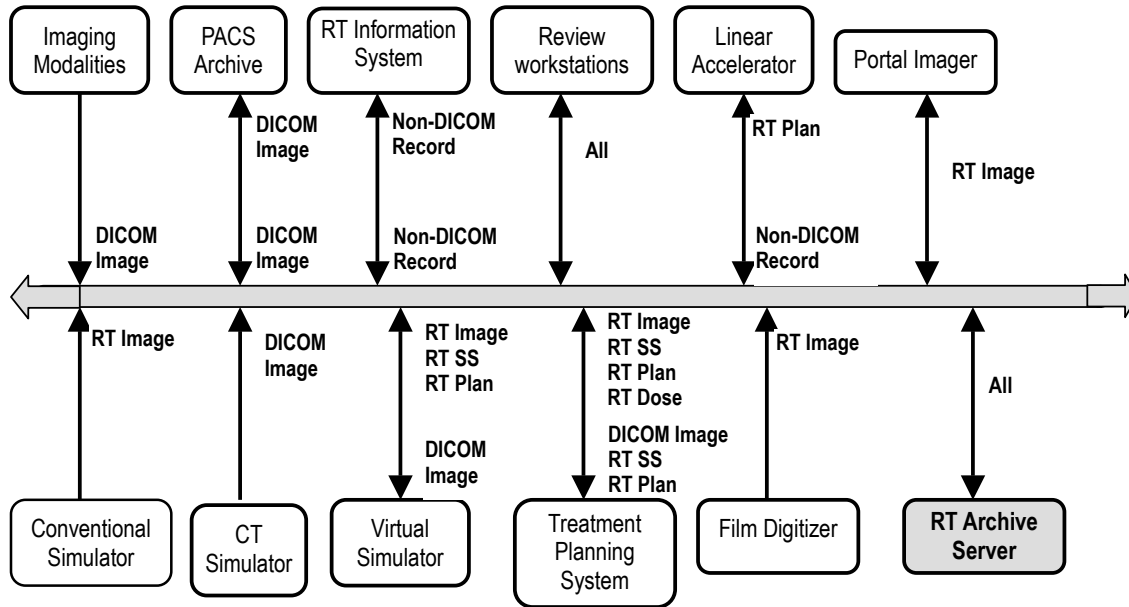 Imaging
Modalities
PACS
Archive
RT Information
System
Review
workstations
Linear
Accelerator
Portal Imager
DICOM
Image
DICOM
Image
DICOM
Image
Non-DICOM
Record
Non-DICOM
Record
All
RT Plan
Non-DICOM
Record
RT Image
RT Image
DICOM
Image
RT Image
RT SS
RT Plan
DICOM
Image
RT Image
RT SS
RT Plan
RT Dose
DICOM Image
RT SS
RT Plan
RT Image
All
Conventional
Simulator
CT
Simulator
Virtual
Simulator
Treatment
Planning
System
Film Digitizer
RT Archive
Server